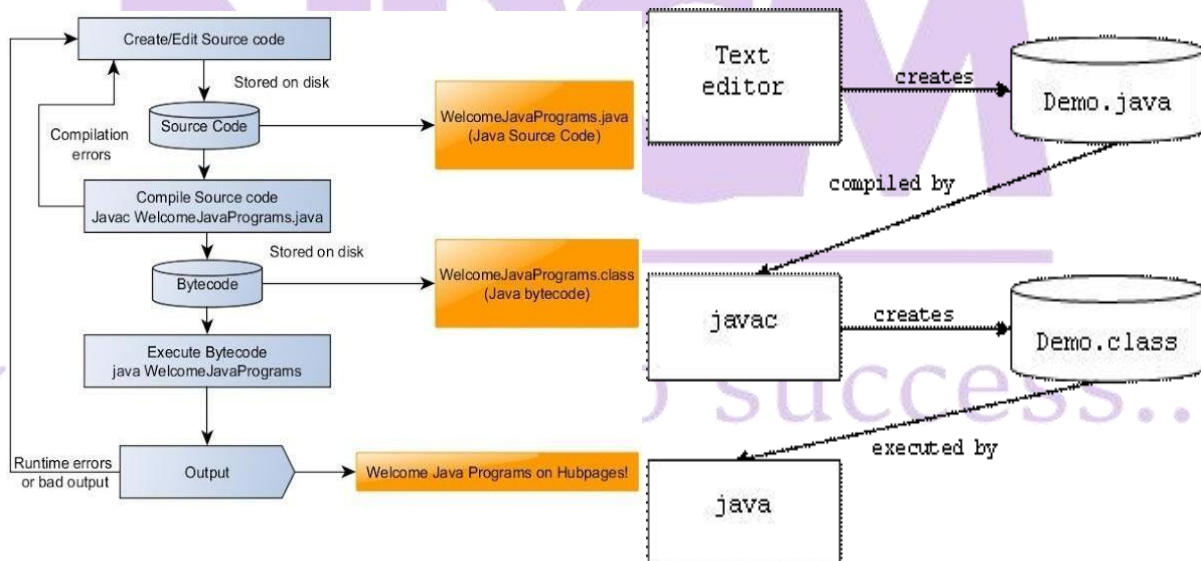 Create/Edit Source code
Stored on disk
Source Code
WelcomeJavaPrograms.java
(Java Source Code)
Compilation
errors
Compile Source code
Javac WelcomeJavaPrograms.java
Stored on disk
Bytecode
WelcomeJavaPrograms.class
(Java bytecode)
Execute Bytecode
java WelcomeJavaPrograms
Runtime errors
or bad output
Output
Welcome Java Programs on Hubpages!
Text
editor
creates
Demo.java
compiled by
javac
creates
Demo.class
executed by
java
success..